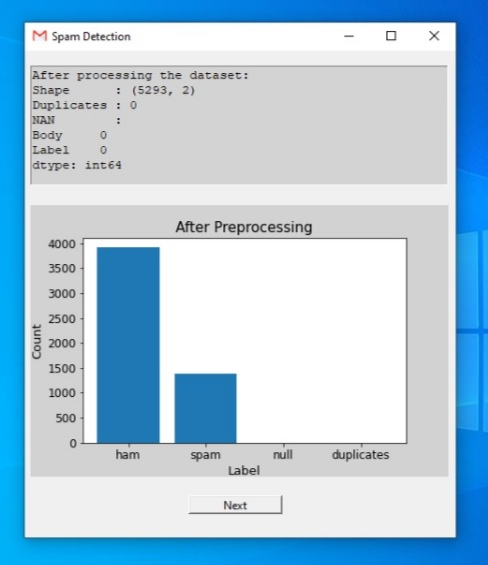 Spam Detection
After processing the dataset:
Shape      : (5293, 2)
Duplicates : 0
NAN        :
Body     0
Label    0
dtype: int64
After Preprocessing
4000
3500
3000
2500
2000
1500
1000
500
0
Count
ham spam null duplicates
Label
Next